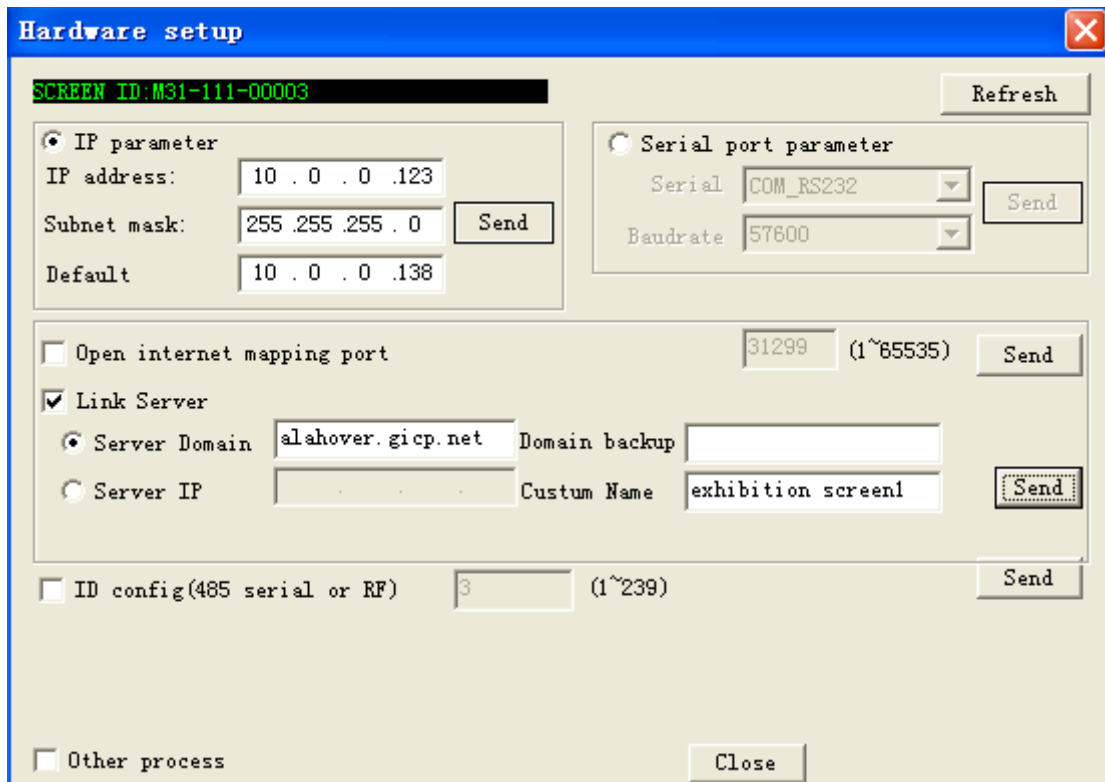 Hardware setup
SCREEN ID:M31-111-00003
Refresh
IP parameter
IP address: 10 . 0 . 0 .123
Subnet mask: 255 .255 .255 . 0 Send
Default 10 . 0 . 0 .138
Serial port parameter
Serial COM_RS232
Send
Baudrate 57600
Open internet mapping port 31299 (1~65535) Send
Link Server
Server Domain alahover.gicp.net Domain backup
Server IP . . . Custum Name exhibition screen1 Send
ID config(485 serial or RF) 3 (1~239) Send
Other process Close